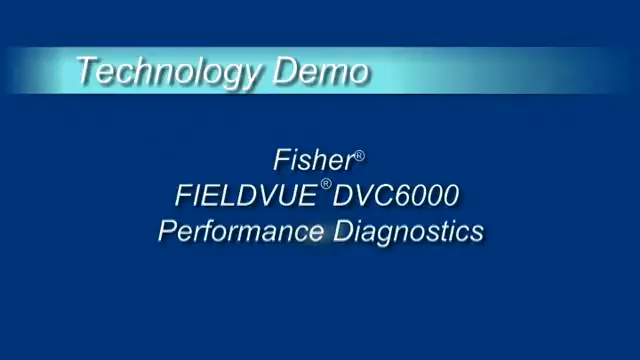 Technology Demo
Fisher®
FIELDVUE® DVC6000
Performance Diagnostics